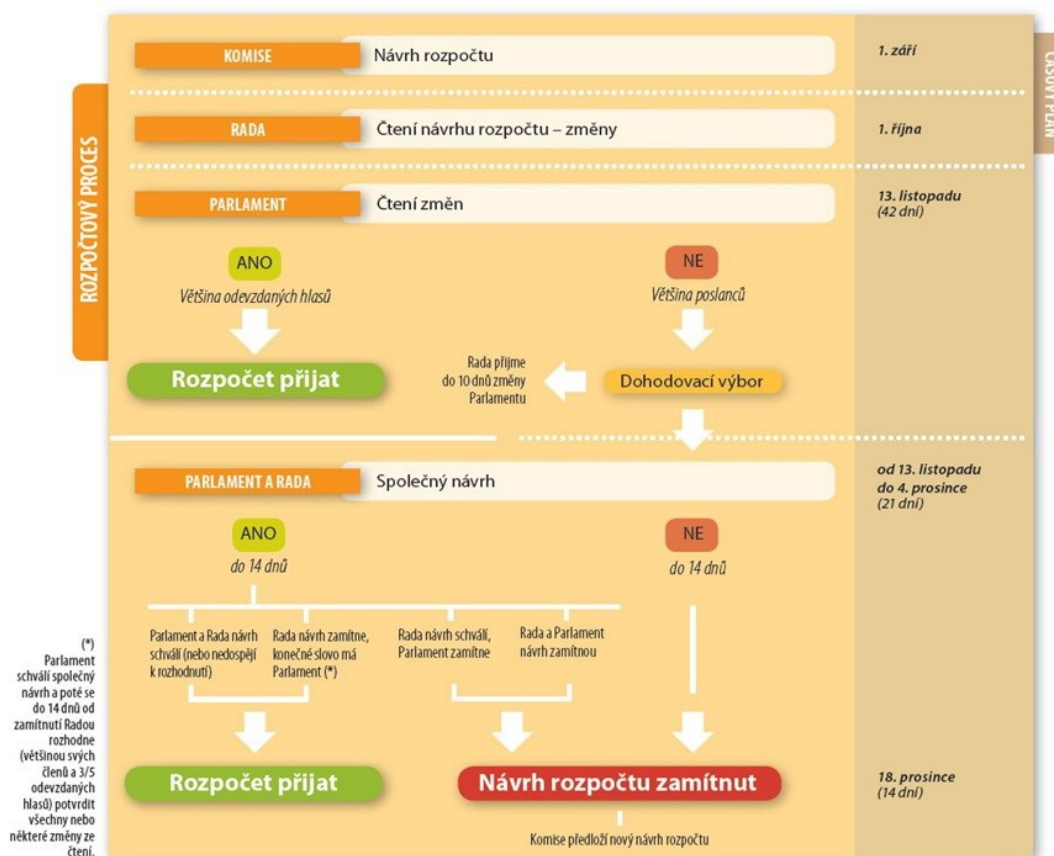 ROZPOČTOVÝ PROCES
ČASOVÝ PLÁN
KOMISE
Návrh rozpočtu
1. září
RADA
Čtení návrhu rozpočtu – změny
1. října
PARLAMENT
Čtení změn
13. listopadu
(42 dní)
ANO
Většina odevzdaných hlasů
NE
Většina poslanců
Rozpočet přijat
Rada přijme
do 10 dnů změny
Parlamentu
Dohodovací výbor
PARLAMENT A RADA
Společný návrh
od 13. listopadu
do 4. prosince
(21 dní)
ANO
do 14 dnů
NE
do 14 dnů
Parlament a Rada návrh
schválí (nebo nedospějí
k rozhodnutí)
Rada návrh zamítne,
konečné slovo má
Parlament (*)
Rada návrh schválí,
Parlament zamítne
Rada a Parlament
návrh zamítnou
(*)
Parlament
schválí společný
návrh a poté se
do 14 dnů od
zamítnutí Radou
rozhodne
(většinou svých
členů a 3/5
odevzdaných
hlasů) potvrdit
všechny nebo
některé změny ze
čtení.
Rozpočet přijat
Návrh rozpočtu zamítnut
18. prosince
(14 dní)
Komise předloží nový návrh rozpočtu